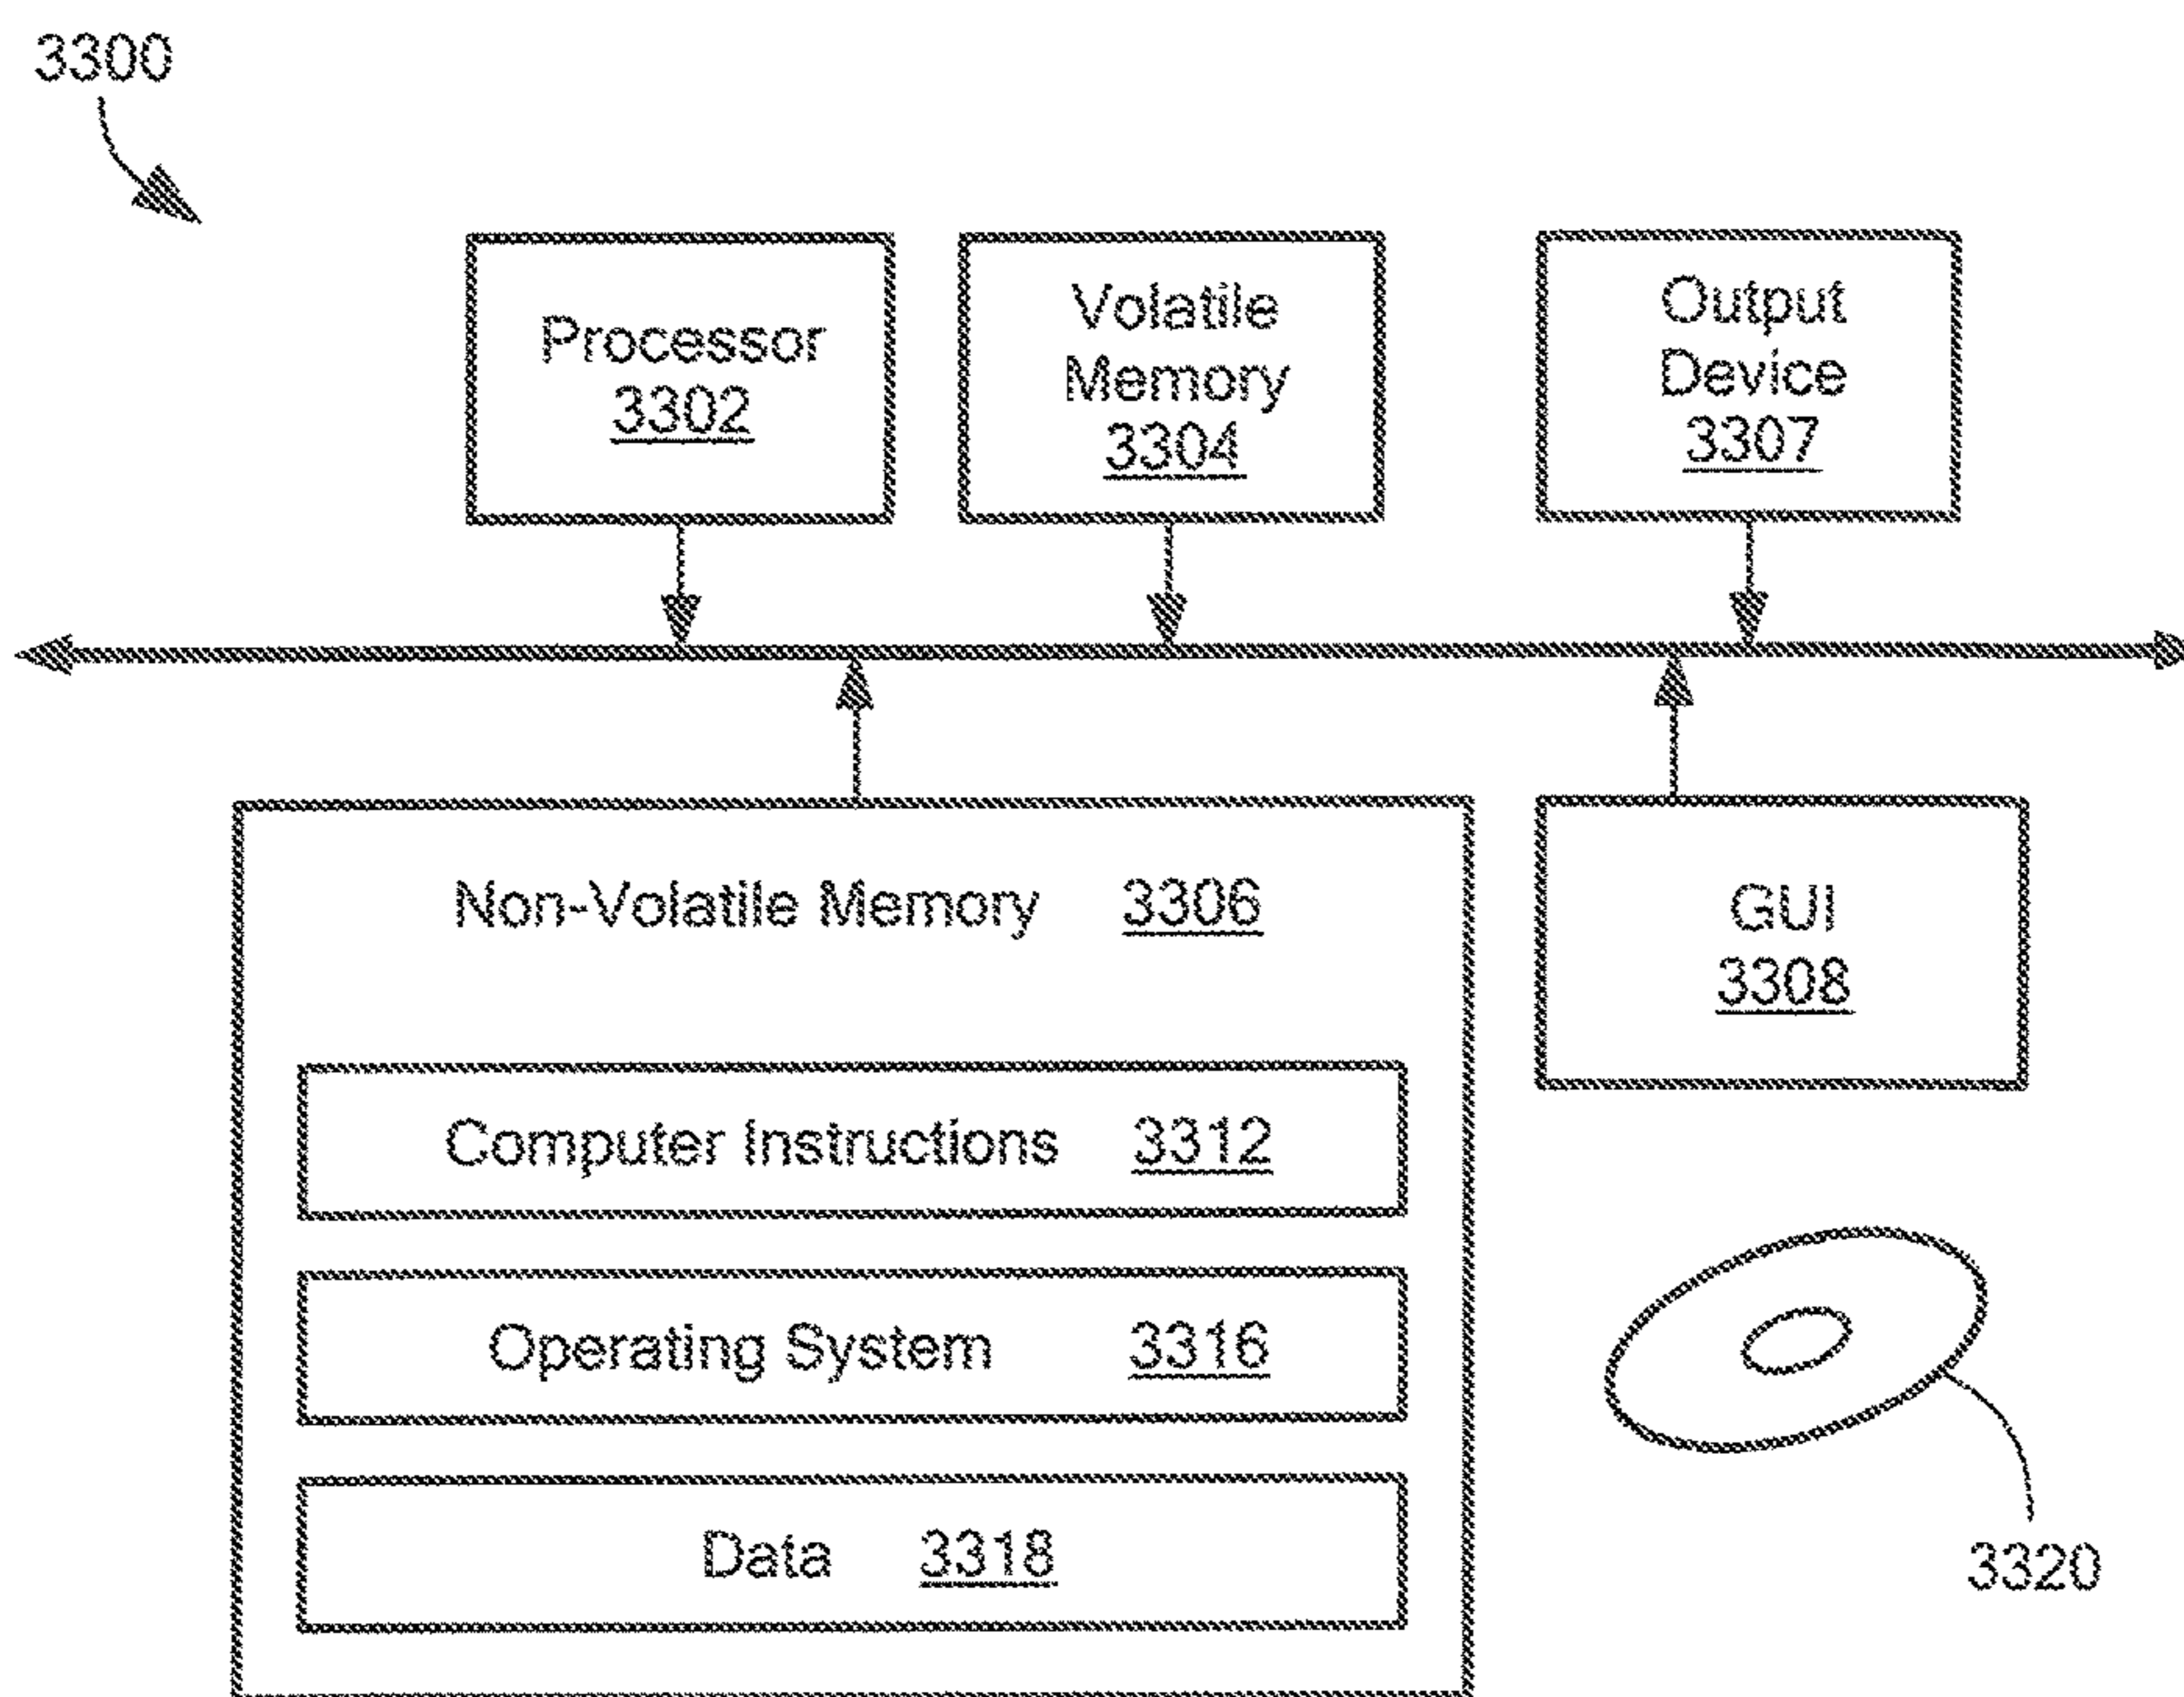 3300
Processor
3302
Volatile
Memory
3304
Output
Device
3307
Non-Volatile Memory 3306
GUI
3308
Computer Instructions 3312
Operating System 3316
Data 3318
3320